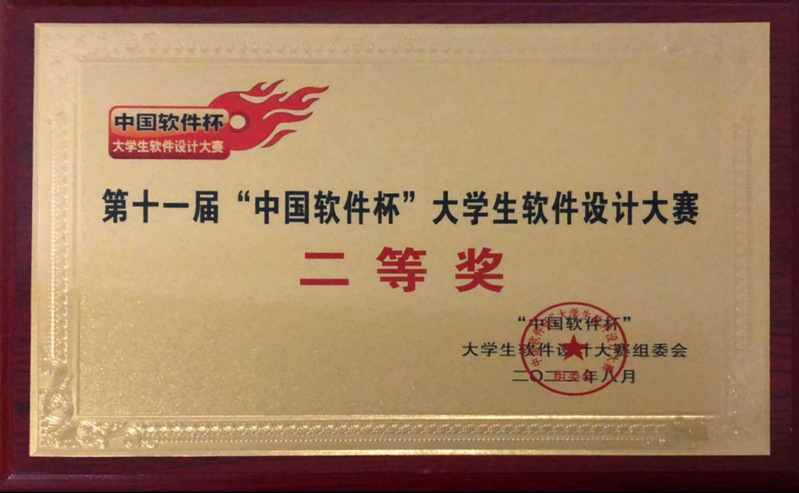 中国软件杯
大学生软件设计大赛
第十一届“中国软件杯”大学生软件设计大赛
二等奖
“中国软件杯”
大学生软件设计大赛组委会
二〇二二年八月